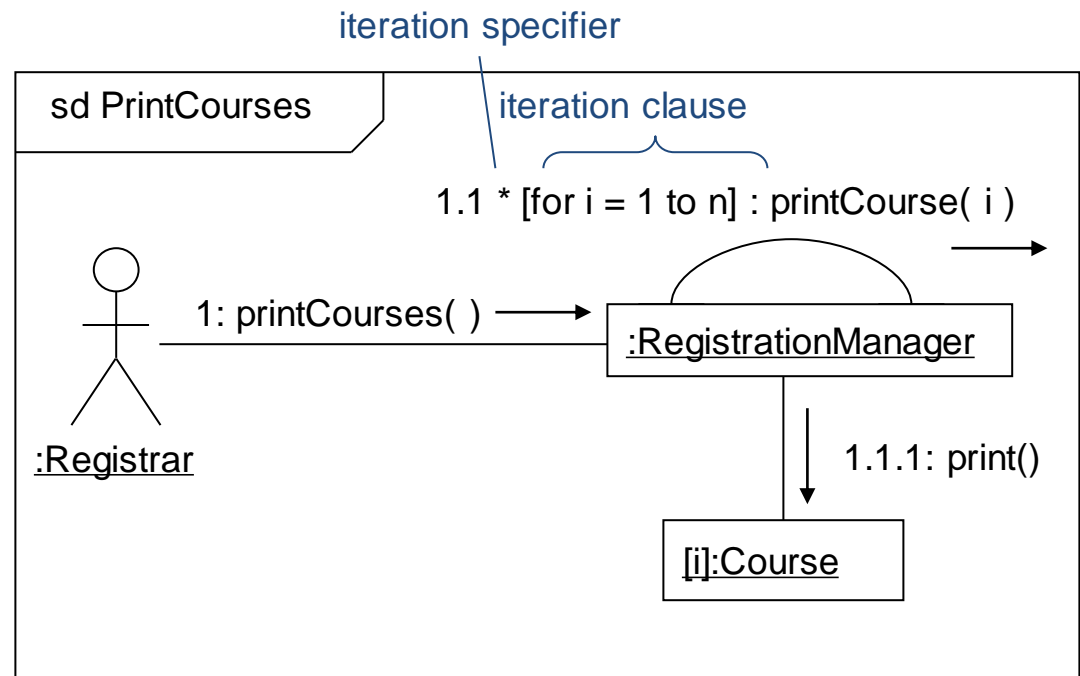 iteration specifier
sd PrintCourses
iteration clause
1.1 * [for i = 1 to n] : printCourse( i )
1: printCourses( )
:RegistrationManager
:Registrar
1.1.1: print()
[i]:Course